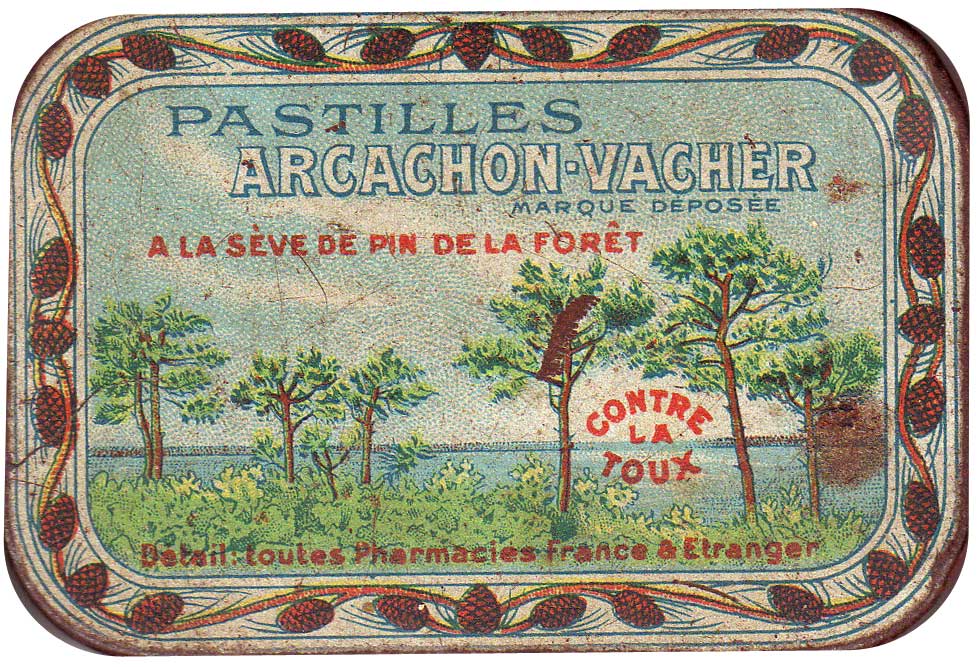 PASTILLES
ARCACHON-VACHER
MARQUE DÉPOSÉE
A LA SÈVE DE PIN DE LA FORÊT
CONTRE
LA
TOUX
Détail: toutes Pharmacies France & Etranger